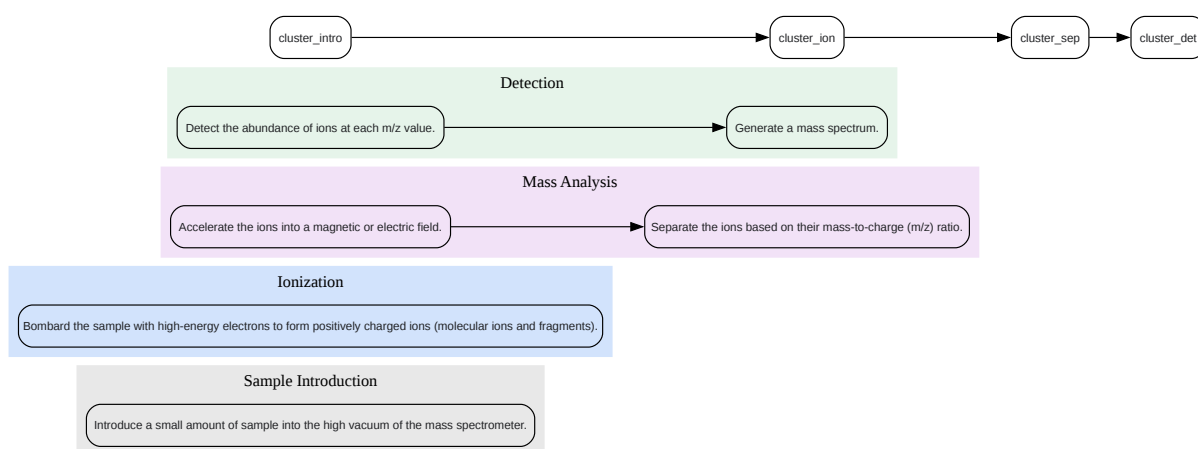 cluster_intro
cluster_ion
cluster_sep
cluster_det
Detection
Detect the abundance of ions at each m/z value.
Generate a mass spectrum.
Mass Analysis
Accelerate the ions into a magnetic or electric field.
Separate the ions based on their mass-to-charge (m/z) ratio.
Ionization
Bombard the sample with high-energy electrons to form positively charged ions (molecular ions and fragments).
Sample Introduction
Introduce a small amount of sample into the high vacuum of the mass spectrometer.